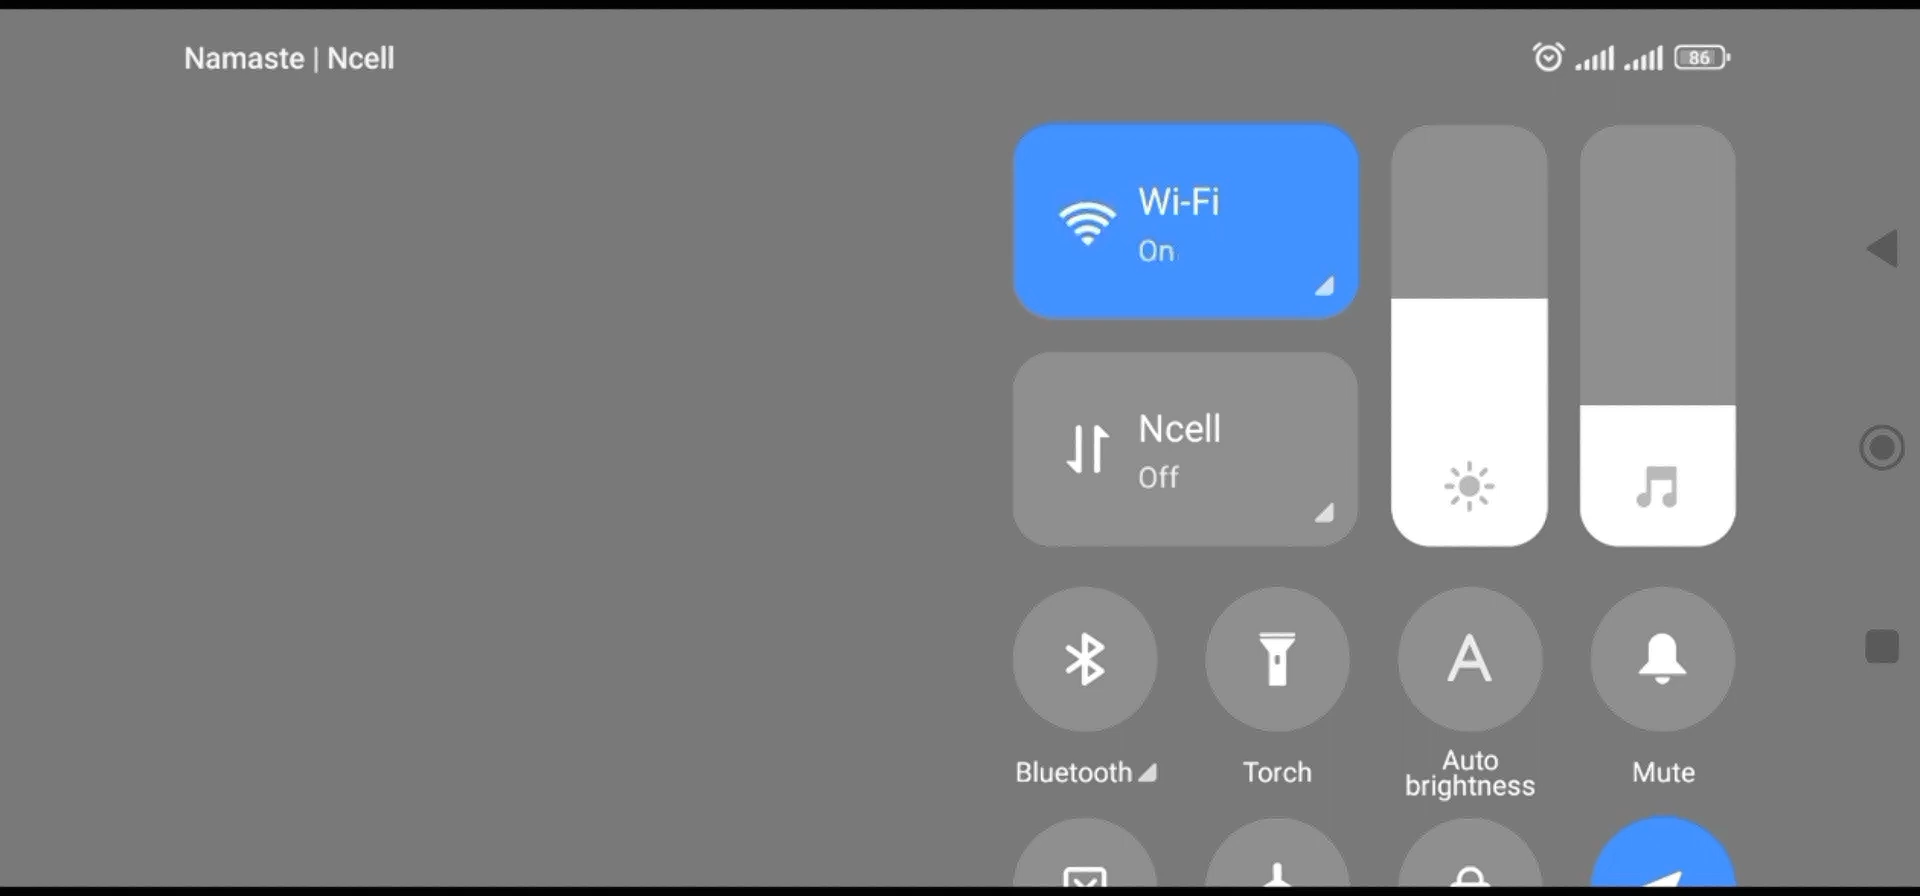 Namaste | Ncell
86
Wi-Fi
On
Ncell
Off
Bluetooth
Torch
Auto
brightness
Mute